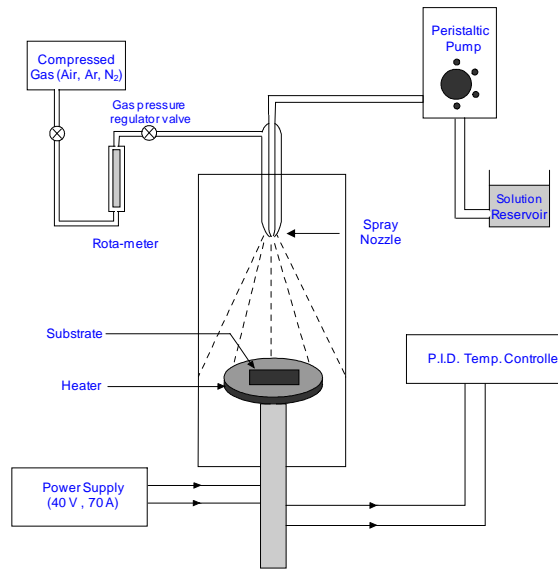 Compressed
Gas (Air, Ar, N₂)
Peristaltic
Pump
Gas pressure
regulator valve
Solution
Reservoir
Rota-meter
Spray
Nozzle
Substrate
Heater
P.I.D. Temp. Controller
Power Supply
(40 V , 70 A)